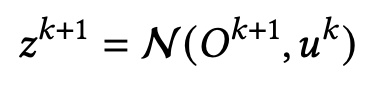 z^{k+1} = 𝒩(O^{k+1}, u^k)